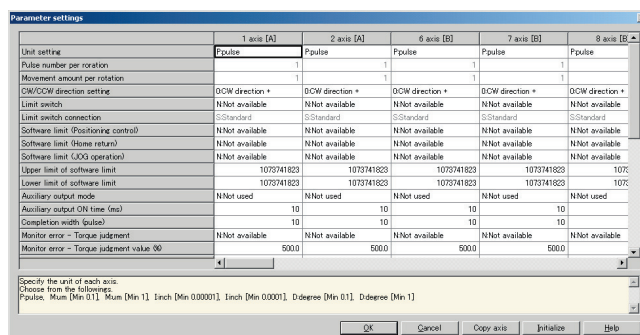 Parameter settings
1 axis [A] 2 axis [A] 6 axis [B] 7 axis [B] 8 axis [B
Unit setting P:pulse P:pulse P:pulse P:pulse P:pulse
Pulse number per roration 1 1 1 1
Movement amount per rotation 1 1 1 1
CW/CCW direction setting 0:CW direction + 0:CW direction + 0:CW direction + 0:CW direction + 0:CW direction +
Limit switch N:Not available N:Not available N:Not available N:Not available N:Not available
Limit switch connection S:Standard S:Standard S:Standard S:Standard S:Standard
Software limit (Positioning control) N:Not available N:Not available N:Not available N:Not available N:Not available
Software limit (Home return) N:Not available N:Not available N:Not available N:Not available N:Not available
Software limit (JOG operation) N:Not available N:Not available N:Not available N:Not available N:Not available
Upper limit of software limit 1073741823 1073741823 1073741823 1073741823 1073
Lower limit of software limit 1073741823 1073741823 1073741823 1073741823 1073
Auxiliary output mode N:Not used N:Not used N:Not used N:Not used N:Not used
Auxiliary output ON time (ms) 10 10 10 10
Completion width (pulse) 10 10 10 10
Monitor error - Torque judgment N:Not available N:Not available N:Not available N:Not available N:Not available
Monitor error - Torque judgment value (%) 500.0 500.0 500.0 500.0
Specify the unit of each axis.
Choose from the followings.
P:pulse, M:um [Min 0.1], M:um [Min 1], I:inch [Min 0.00001], I:inch [Min 0.0001], D:degree [Min 0.1], D:degree [Min 1]
OK Cancel Copy axis Initialize Help